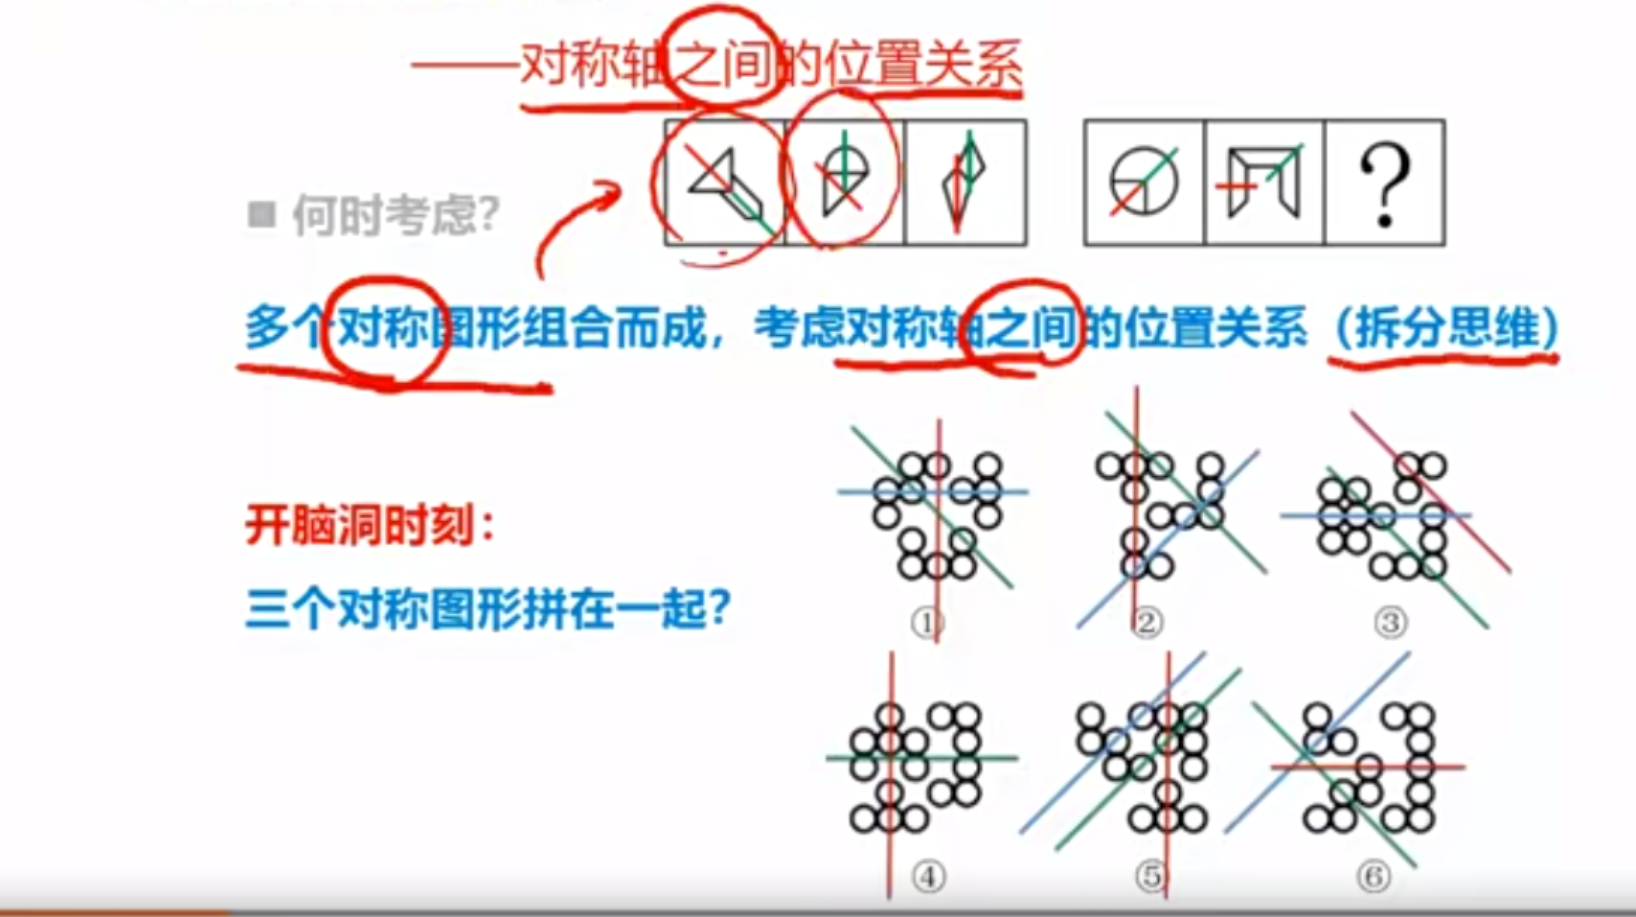 ——对称轴之间的位置关系
■ 何时考虑？
?
多个对称图形组合而成，考虑对称轴之间的位置关系（拆分思维）
开脑洞时刻：
三个对称图形拼在一起？
① ② ③
④ ⑤ ⑥